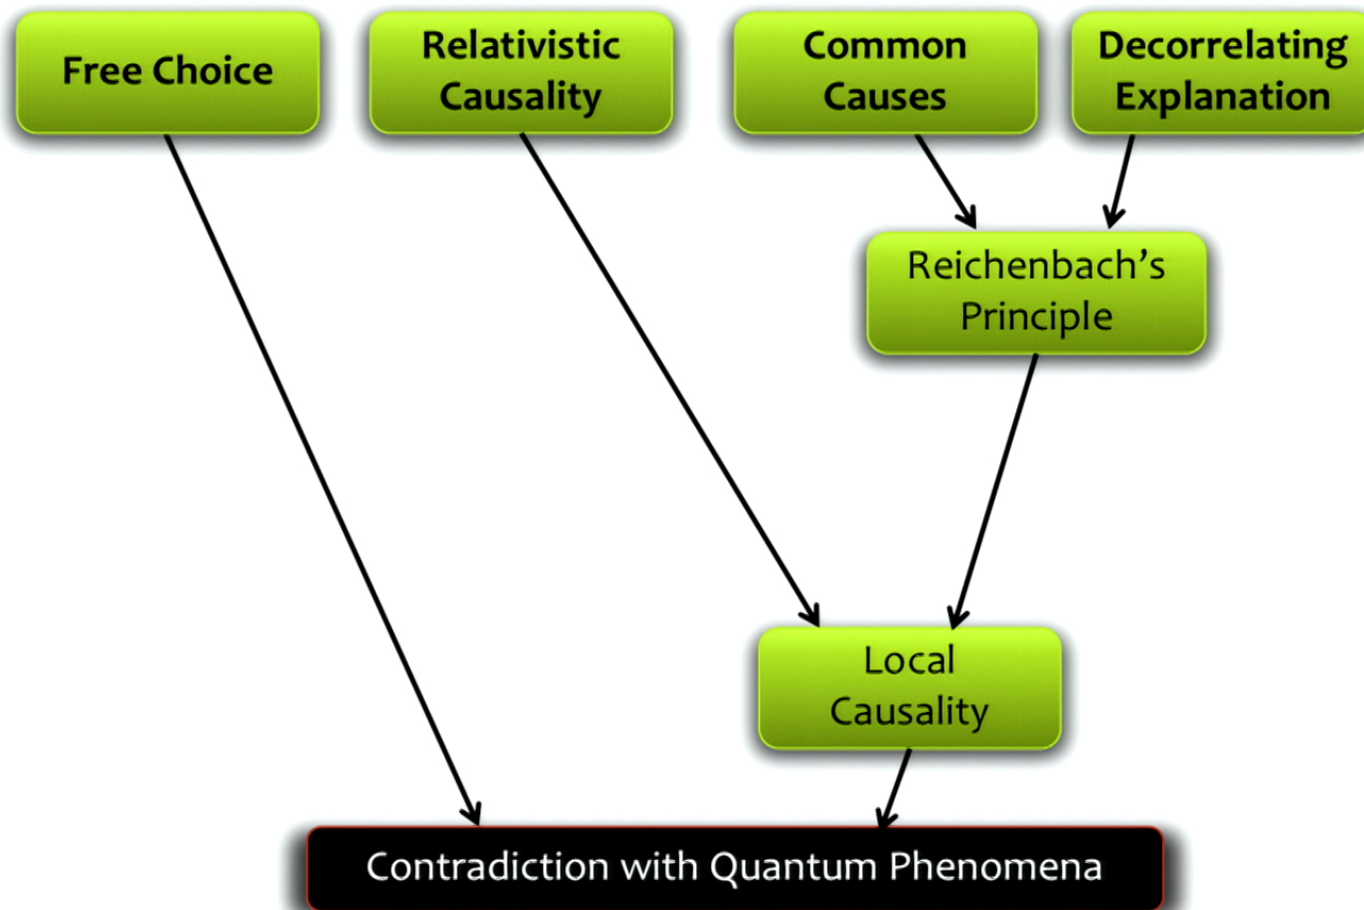 Free Choice
Relativistic
Causality
Common
Causes
Decorrelating
Explanation
Reichenbach’s
Principle
Local
Causality
Contradiction with Quantum Phenomena